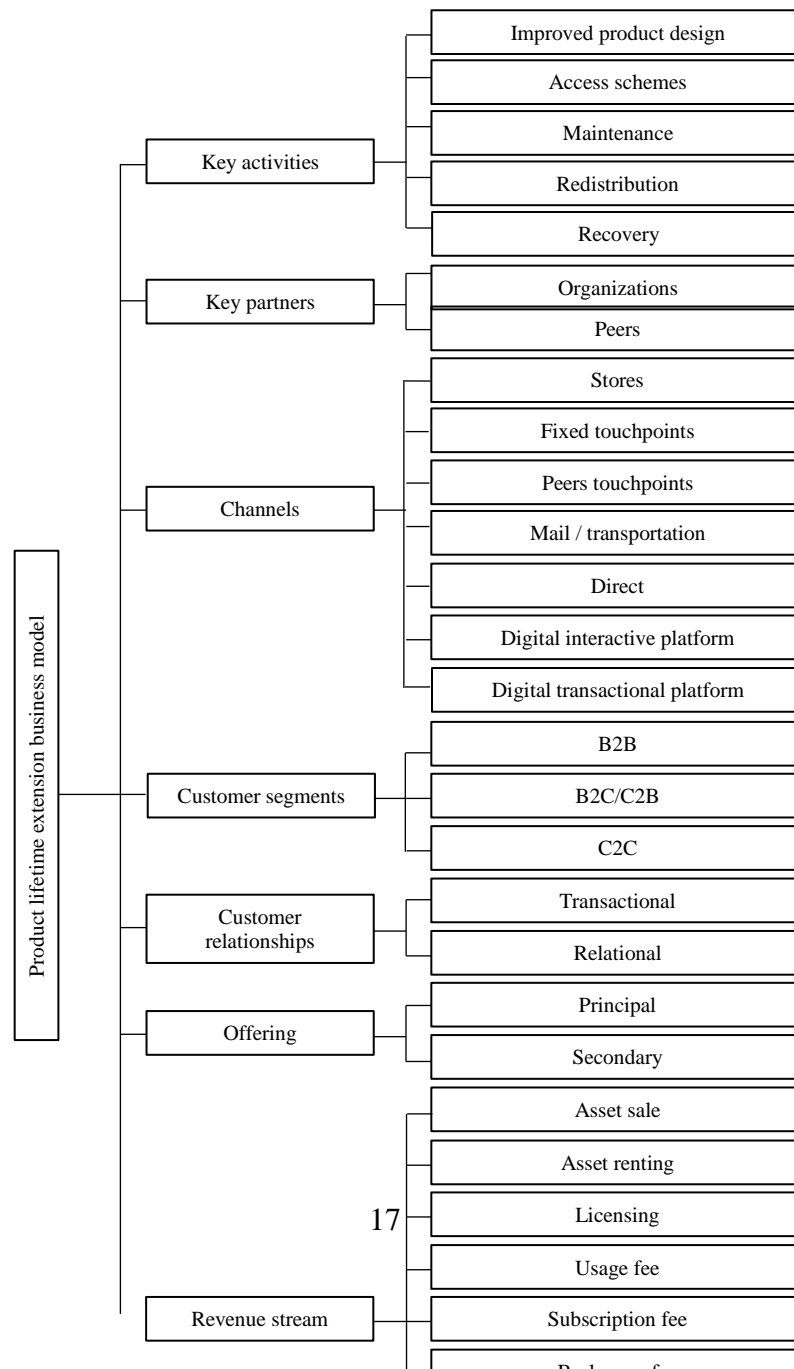 Improved product design
Access schemes
Maintenance
Key activities
Redistribution
Recovery
Organizations
Key partners
Peers
Stores
Fixed touchpoints
Peers touchpoints
Channels
Mail / transportation
Direct
Digital interactive platform
Digital transactional platform
Product lifetime extension business model
B2B
Customer segments
B2C/C2B
C2C
Transactional
Customer
relationships
Relational
Principal
Offering
Secondary
Asset sale
Asset renting
17
Licensing
Usage fee
Revenue stream
Subscription fee